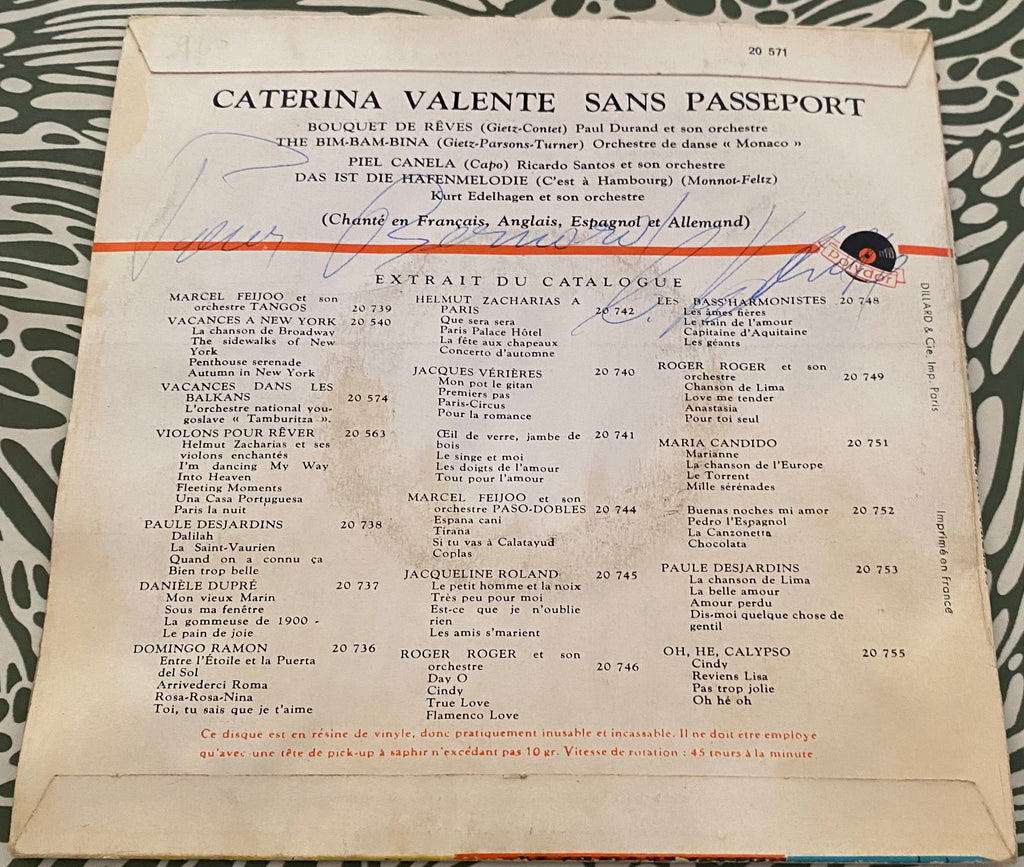 20 571
CATERINA VALENTE SANS PASSEPORT
BOUQUET DE RÊVES (Gietz-Contet) Paul Durand et son orchestre
THE BIM-BAM-BINA (Gietz-Parsons-Turner) Orchestre de danse « Monaco »
PIEL CANELA (Capo) Ricardo Santos et son orchestre
DAS IST DIE HAFENMELODIE (C'est à Hambourg) (Monnot-Feltz)
Kurt Edelhagen et son orchestre
(Chanté en Français, Anglais, Espagnol et Allemand)
Pour Bernard C. Valente
Polydor
EXTRAIT DU CATALOGUE
MARCEL FEIJOO et son
orchestre TANGOS 20 739
VACANCES A NEW YORK 20 540
La chanson de Broadway
The sidewalks of New
York
Penthouse serenade
Autumn in New York
VACANCES DANS LES
BALKANS 20 574
L'orchestre national you-
goslave « Tamburitza ».
VIOLONS POUR RÊVER 20 563
Helmut Zacharias et ses
violons enchantés
I'm dancing My Way
Into Heaven
Fleeting Moments
Una Casa Portuguesa
Paris la nuit
PAULE DESJARDINS 20 738
Dalilah
La Saint-Vaurien
Quand on a connu ça
Bien trop belle
DANIÈLE DUPRÉ 20 737
Mon vieux Marin
Sous ma fenêtre
La gommeuse de 1900 -
Le pain de joie
DOMINGO RAMON 20 736
Entre l'Étoile et la Puerta
del Sol
Arrivederci Roma
Rosa-Rosa-Nina
Toi, tu sais que je t'aime
HELMUT ZACHARIAS A
PARIS 20 742
Que sera sera
Paris Palace Hôtel
La fête aux chapeaux
Concerto d'automne
JACQUES VÉRIÈRES 20 740
Mon pot le gitan
Premiers pas
Paris-Circus
Pour la romance
Œil de verre, jambe de 20 741
bois
Le singe et moi
Les doigts de l'amour
Tout pour l'amour
MARCEL FEIJOO et son
orchestre PASO-DOBLES 20 744
Espana cani
Tirana
Si tu vas à Calatayud
Coplas
JACQUELINE ROLAND 20 745
Le petit homme et la noix
Très peu pour moi
Est-ce que je n'oublie
rien
Les amis s'marient
ROGER ROGER et son
orchestre 20 746
Day O
Cindy
True Love
Flamenco Love
LES BASS'HARMONISTES 20 748
Les âmes fières
Le train de l'amour
Capitaine d'Aquitaine
Les géants
ROGER ROGER et son
orchestre 20 749
Chanson de Lima
Love me tender
Anastasia
Pour toi seul
MARIA CANDIDO 20 751
Marianne
La chanson de l'Europe
Le Torrent
Mille sérénades
Buenas noches mi amor 20 752
Pedro l'Espagnol
La Canzonetta
Chocolata
PAULE DESJARDINS 20 753
La chanson de Lima
La belle amour
Amour perdu
Dis-moi quelque chose de
gentil
OH, HE, CALYPSO 20 755
Cindy
Reviens Lisa
Pas trop jolie
Oh hé oh
DILLARD & Cie. Imp. Paris
Imprimé en France
Ce disque est en résine de vinyle, donc pratiquement inusable et incassable. Il ne doit être employé
qu'avec une tête de pick-up à saphir n'excédant pas 10 gr. Vitesse de rotation : 45 tours à la minute.